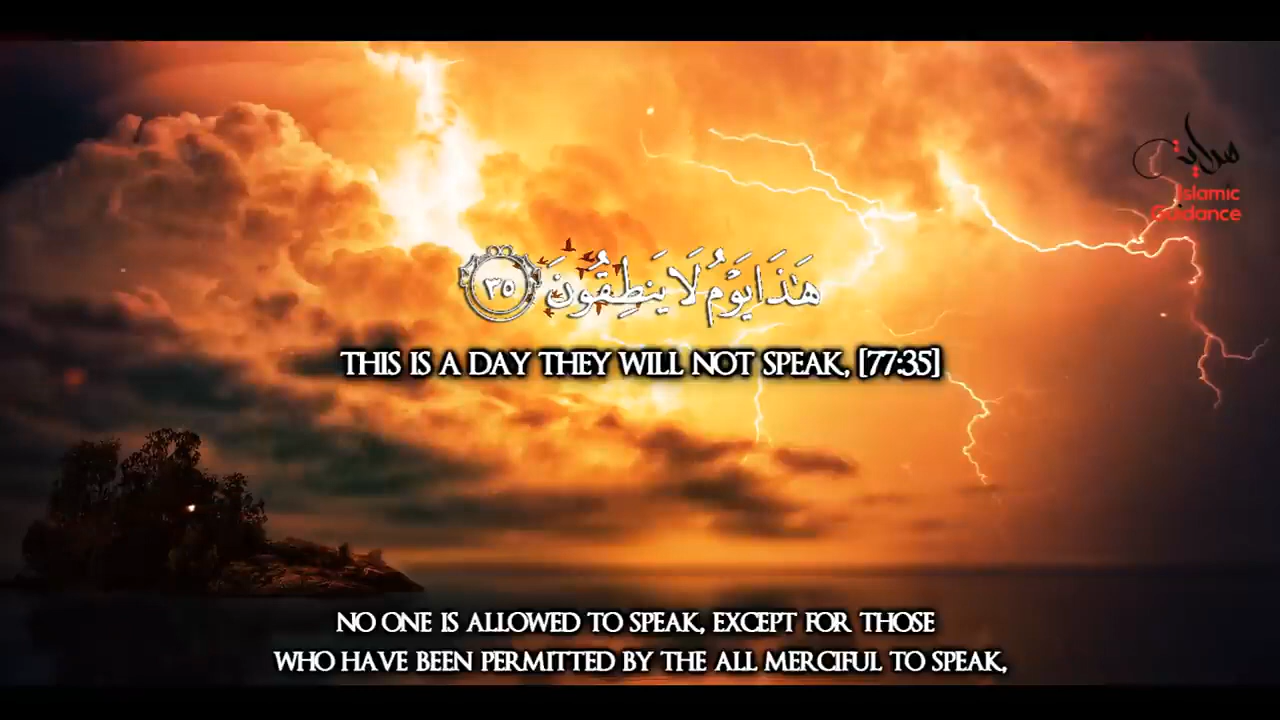 هداية
Islamic
Guidance
هَٰذَا يَوْمُ لَا يَنطِقُونَ ٣٥
THIS IS A DAY THEY WILL NOT SPEAK, [77:35]
NO ONE IS ALLOWED TO SPEAK, EXCEPT FOR THOSE
WHO HAVE BEEN PERMITTED BY THE ALL MERCIFUL TO SPEAK,